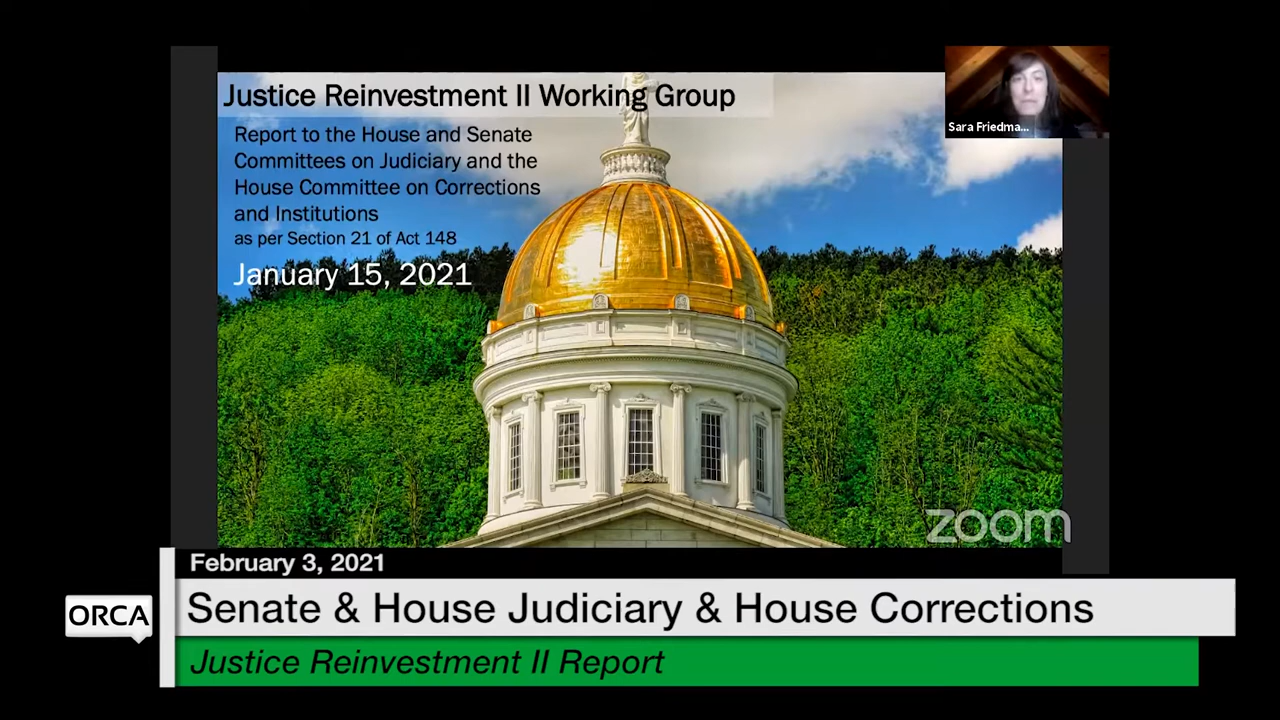 Justice Reinvestment II Working Group
Report to the House and Senate
Committees on Judiciary and the
House Committee on Corrections
and Institutions
as per Section 21 of Act 148
January 15, 2021
Sara Friedma...
zoom
February 3, 2021
ORCA
Senate & House Judiciary & House Corrections
Justice Reinvestment II Report